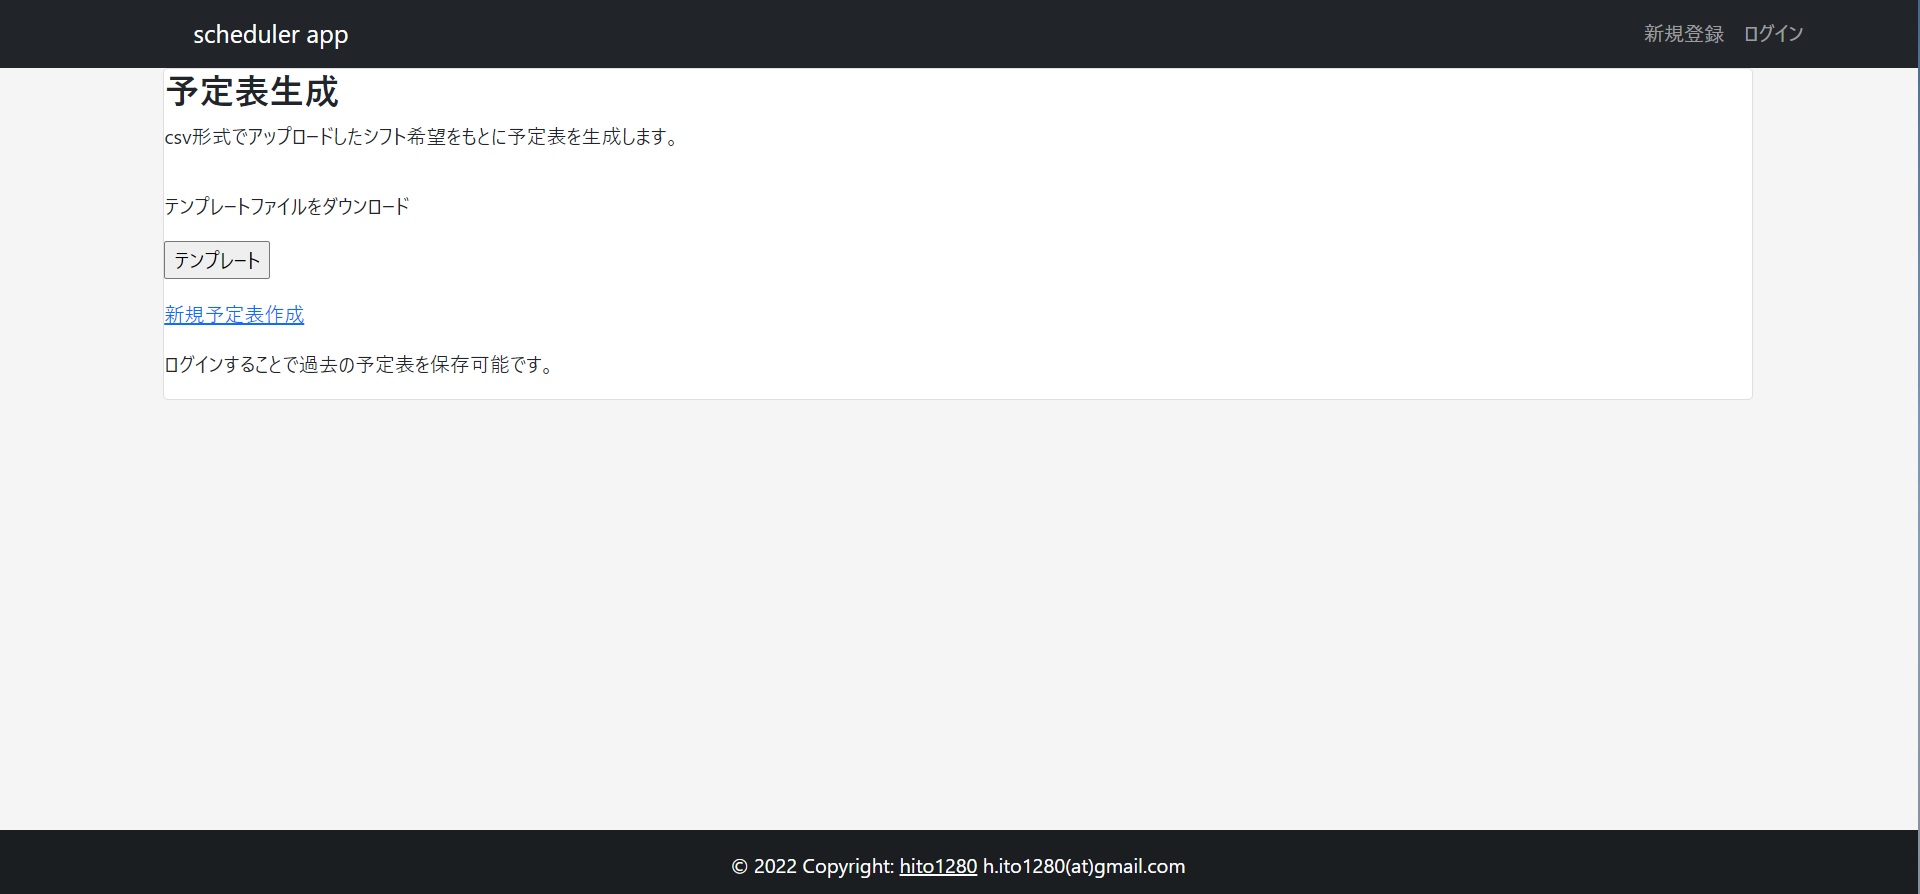 scheduler app 新規登録 ログイン
予定表生成
csv形式でアップロードしたシフト希望をもとに予定表を生成します。
テンプレートファイルをダウンロード
テンプレート
新規予定表作成
ログインすることで過去の予定表を保存可能です。
© 2022 Copyright: hito1280 h.ito1280(at)gmail.com